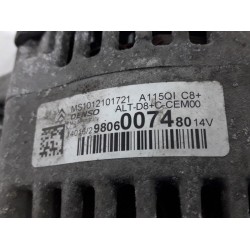 MS1012101721 A115QI C8+
DENSO ALT-D8+C-CEM00
9806007480 14V